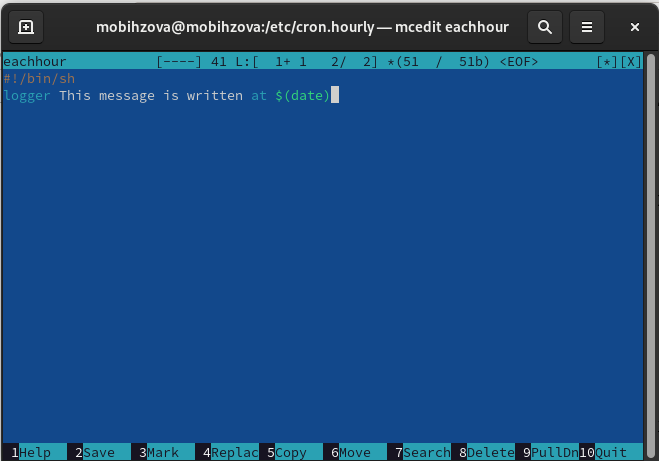 mobihzova@mobihzova:/etc/cron.hourly — mcedit eachhour
eachhour [----] 41 L:[ 1+ 1 2/ 2] *(51 / 51b) <EOF> [*][X]
#!/bin/sh
logger This message is written at $(date)
1Help 2Save 3Mark 4Replac 5Copy 6Move 7Search 8Delete 9PullDn 10Quit